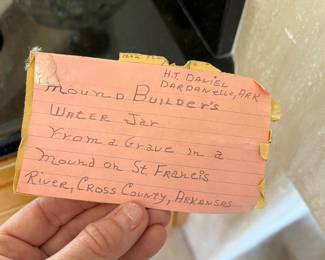 H.T. Daniel
Dardanelle, Ark
Mound Builder's
Water Jar
From a Grave in a
Mound on St Francis
River, Cross County, Arkansas